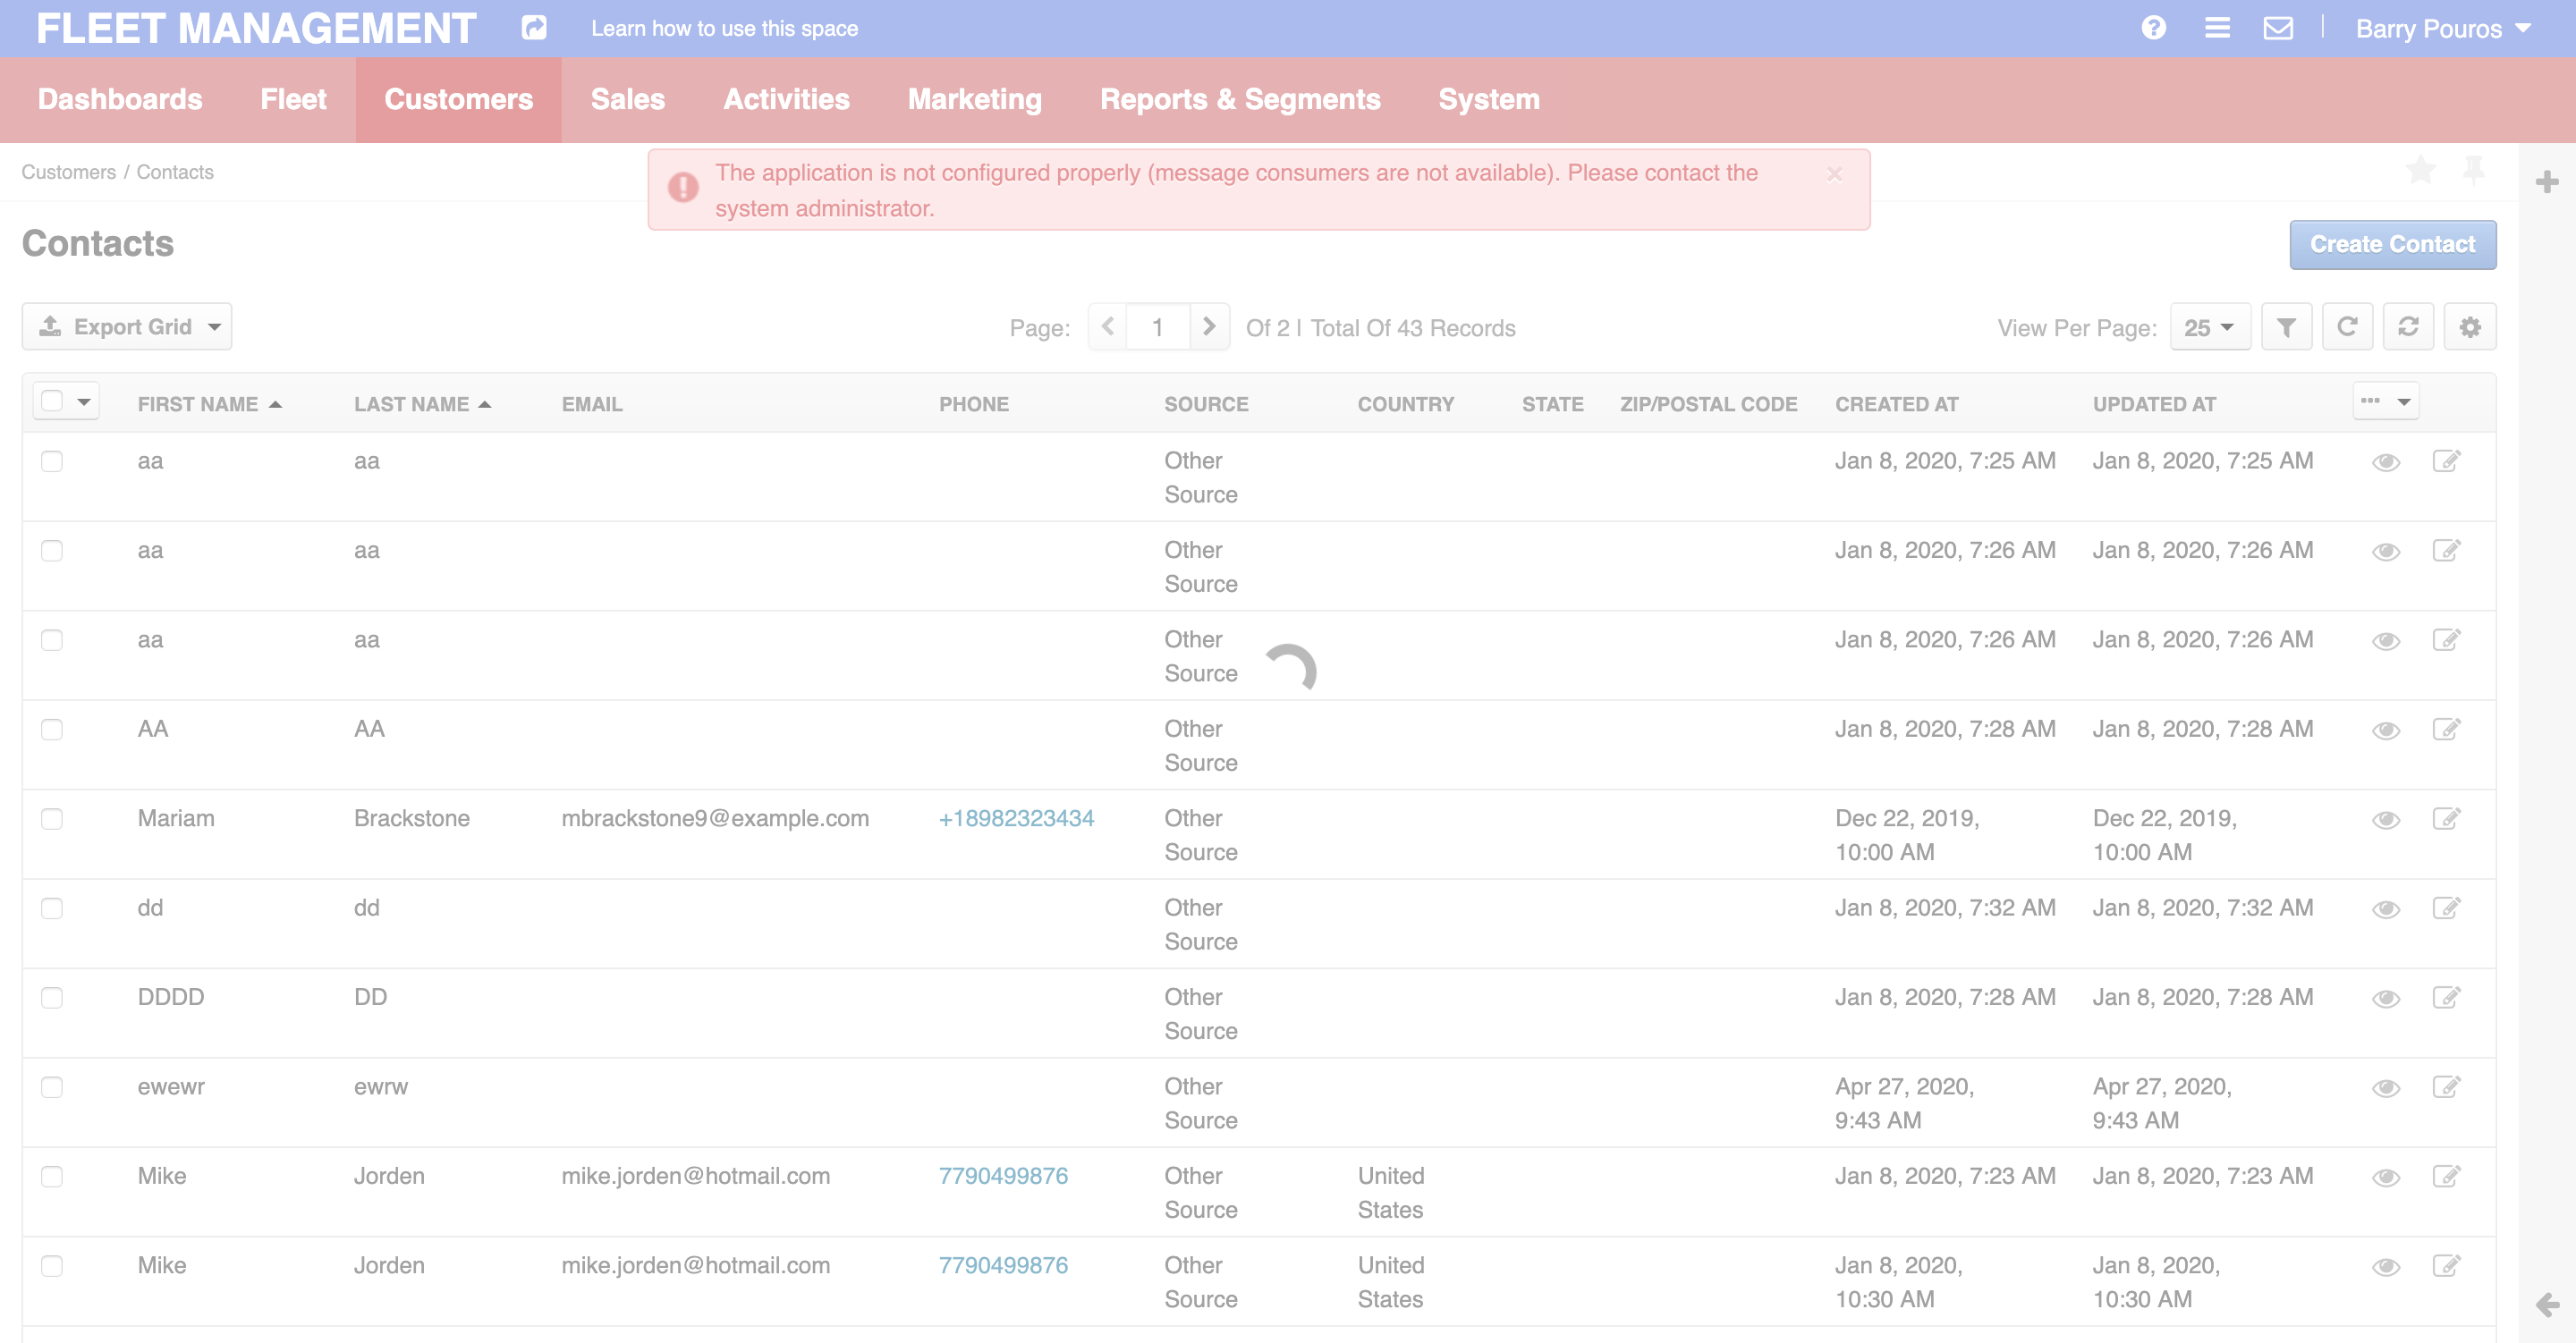 FLEET MANAGEMENT Learn how to use this space Barry Pouros
Dashboards Fleet Customers Sales Activities Marketing Reports & Segments System
Customers / Contacts
The application is not configured properly (message consumers are not available). Please contact the
system administrator.
Contacts Create Contact
Export Grid Page: 1 Of 2 | Total Of 43 Records View Per Page: 25
FIRST NAME LAST NAME EMAIL PHONE SOURCE COUNTRY STATE ZIP/POSTAL CODE CREATED AT UPDATED AT
aa aa Other Jan 8, 2020, 7:25 AM Jan 8, 2020, 7:25 AM
Source
aa aa Other Jan 8, 2020, 7:26 AM Jan 8, 2020, 7:26 AM
Source
aa aa Other Jan 8, 2020, 7:26 AM Jan 8, 2020, 7:26 AM
Source
AA AA Other Jan 8, 2020, 7:28 AM Jan 8, 2020, 7:28 AM
Source
Mariam Brackstone mbrackstone9@example.com +18982323434 Other Dec 22, 2019, Dec 22, 2019,
Source 10:00 AM 10:00 AM
dd dd Other Jan 8, 2020, 7:32 AM Jan 8, 2020, 7:32 AM
Source
DDDD DD Other Jan 8, 2020, 7:28 AM Jan 8, 2020, 7:28 AM
Source
ewewr ewrw Other Apr 27, 2020, Apr 27, 2020,
Source 9:43 AM 9:43 AM
Mike Jorden mike.jorden@hotmail.com 7790499876 Other United Jan 8, 2020, 7:23 AM Jan 8, 2020, 7:23 AM
Source States
Mike Jorden mike.jorden@hotmail.com 7790499876 Other United Jan 8, 2020, Jan 8, 2020,
Source States 10:30 AM 10:30 AM